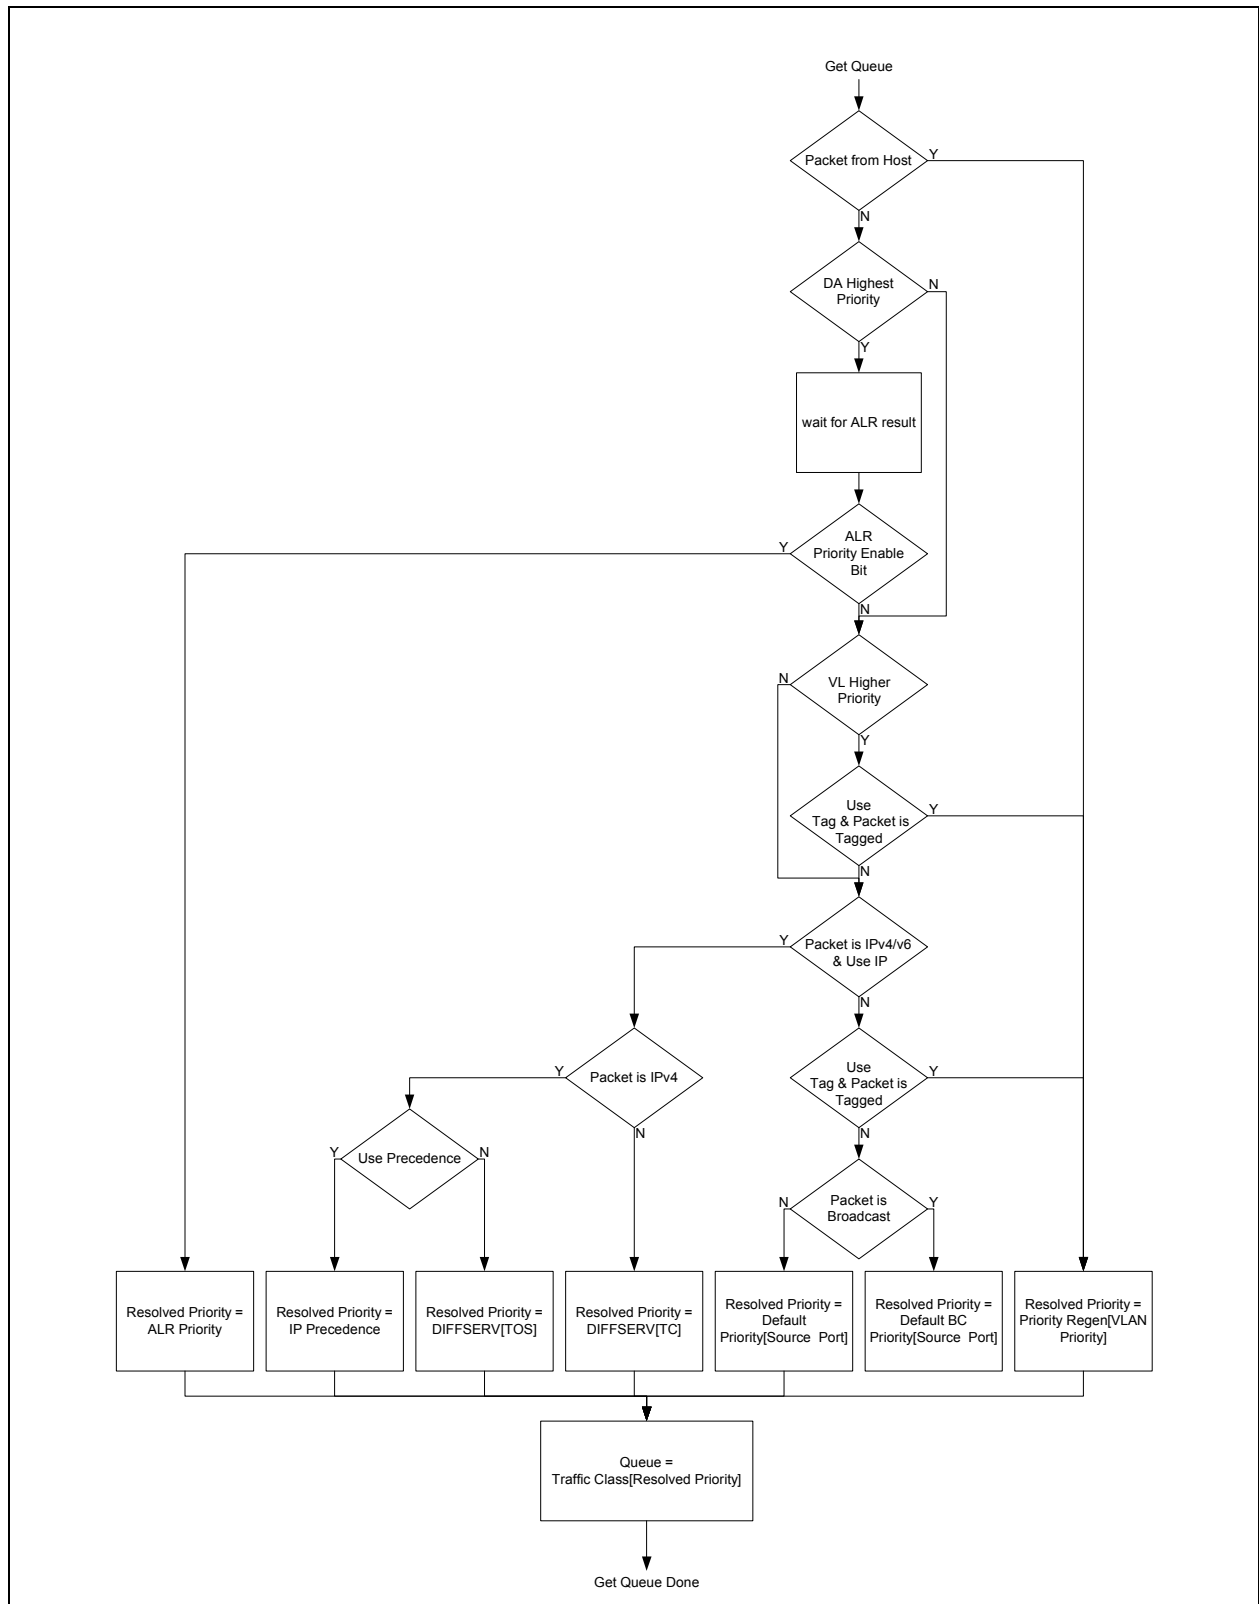 Get Queue
Packet from Host
Y
N
DA Highest
Priority
N
Y
wait for ALR result
ALR
Priority Enable
Bit
Y
N
VL Higher
Priority
N
Y
Use
Tag & Packet is
Tagged
Y
N
Packet is IPv4/v6
& Use IP
Y
N
Packet is IPv4
Y
N
Use
Tag & Packet is
Tagged
Y
N
Use Precedence
Y
N
Packet is
Broadcast
N
Y
Resolved Priority =
ALR Priority
Resolved Priority =
IP Precedence
Resolved Priority =
DIFFSERV[TOS]
Resolved Priority =
DIFFSERV[TC]
Resolved Priority =
Default
Priority[Source Port]
Resolved Priority =
Default BC
Priority[Source Port]
Resolved Priority =
Priority Regen[VLAN
Priority]
Queue =
Traffic Class[Resolved Priority]
Get Queue Done